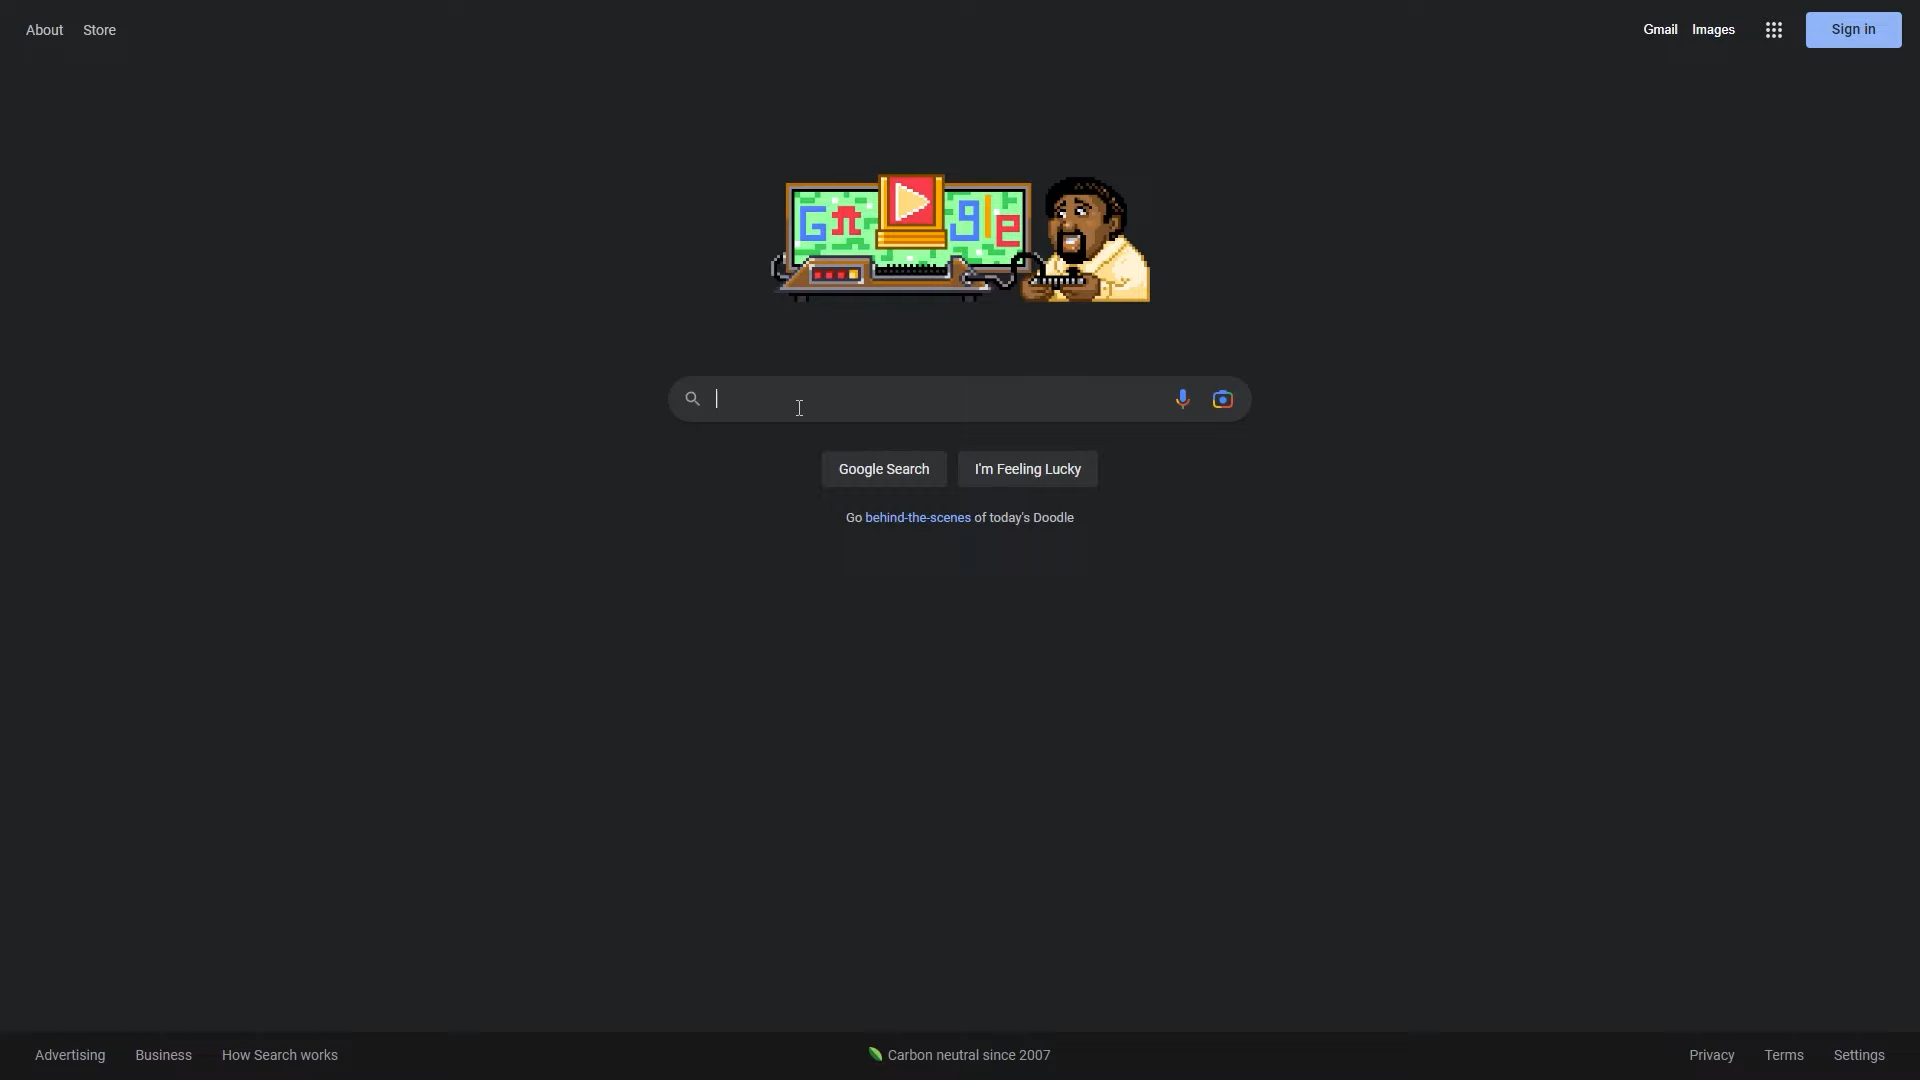 About Store
Gmail Images
Sign in
G gle
Google Search
I'm Feeling Lucky
Go behind-the-scenes of today's Doodle
Advertising Business How Search works
Carbon neutral since 2007
Privacy Terms Settings